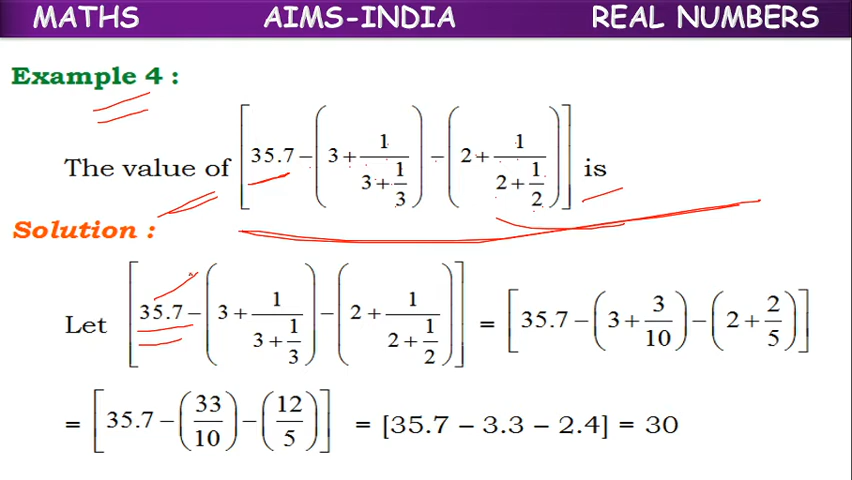 MATHS AIMS-INDIA REAL NUMBERS
Example 4 :
The value of [35.7 − (3 + 1/(3 + 1/3)) − (2 + 1/(2 + 1/2))] is
Solution :
Let [35.7 − (3 + 1/(3 + 1/3)) − (2 + 1/(2 + 1/2))] = [35.7 − (3 + 3/10) − (2 + 2/5)]
= [35.7 − (33/10) − (12/5)] = [35.7 − 3.3 − 2.4] = 30